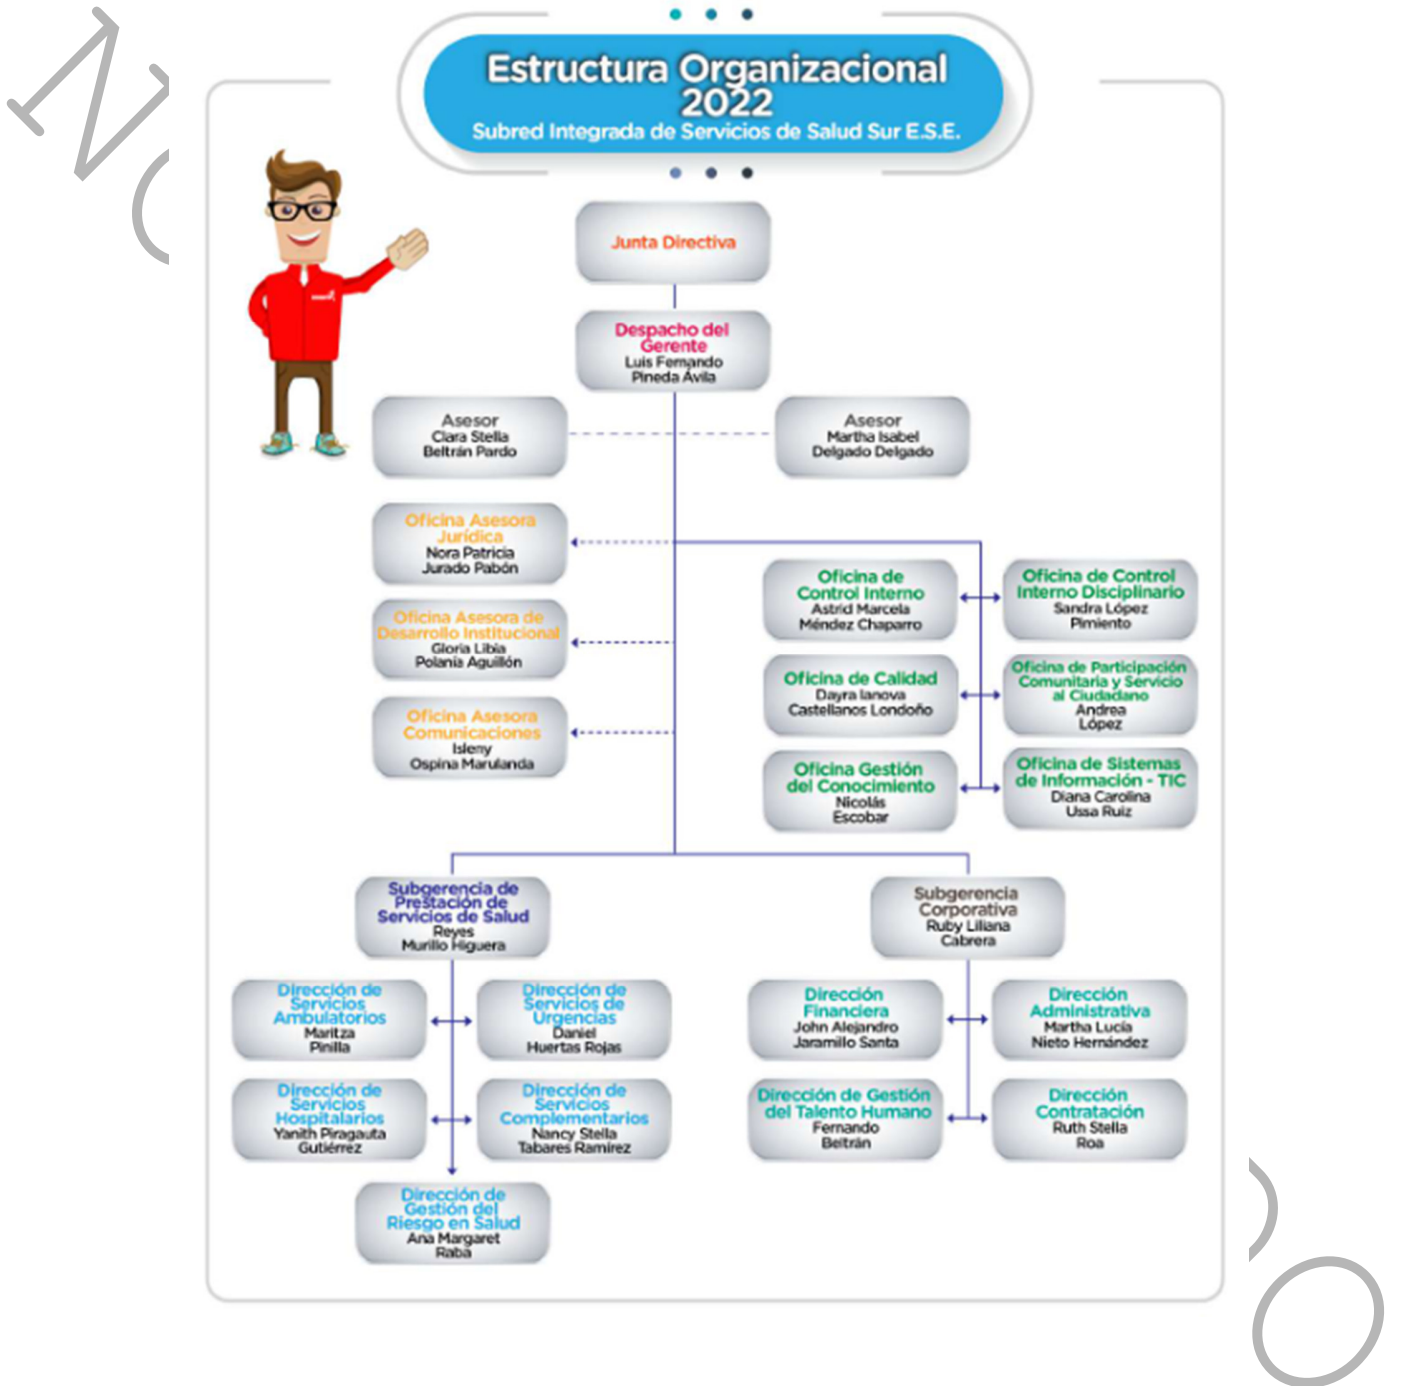 Estructura Organizacional
2022
Subred Integrada de Servicios de Salud Sur E.S.E.
Junta Directiva
Despacho del
Gerente
Luis Fernando
Pineda Ávila
Asesor
Clara Stella
Beltrán Pardo
Asesor
Martha Isabel
Delgado Delgado
Oficina Asesora
Jurídica
Nora Patricia
Jurado Pabón
Oficina Asesora de
Desarrollo Institucional
Gloria Libia
Polanía Aguillón
Oficina Asesora
Comunicaciones
Isleny
Ospina Marulanda
Oficina de
Control Interno
Astrid Marcela
Méndez Chaparro
Oficina de Control
Interno Disciplinario
Sandra López
Pimiento
Oficina de Calidad
Dayra Ianova
Castellanos Londoño
Oficina de Participación
Comunitaria y Servicio
al Ciudadano
Andrea
López
Oficina Gestión
del Conocimiento
Nicolás
Escobar
Oficina de Sistemas
de Información - TIC
Diana Carolina
Ussa Ruiz
Subgerencia de
Prestación de
Servicios de Salud
Reyes
Murillo Higuera
Subgerencia
Corporativa
Ruby Liliana
Cabrera
Dirección de
Servicios
Ambulatorios
Maritza
Pinilla
Dirección de
Servicios de
Urgencias
Daniel
Huertas Rojas
Dirección
Financiera
John Alejandro
Jaramillo Santa
Dirección
Administrativa
Martha Lucía
Nieto Hernández
Dirección de
Servicios
Hospitalarios
Yanith Piragauta
Gutiérrez
Dirección de
Servicios
Complementarios
Nancy Stella
Tabares Ramírez
Dirección de Gestión
del Talento Humano
Fernando
Beltrán
Dirección
Contratación
Ruth Stella
Roa
Dirección de
Gestión del
Riesgo en Salud
Ana Margaret
Raba